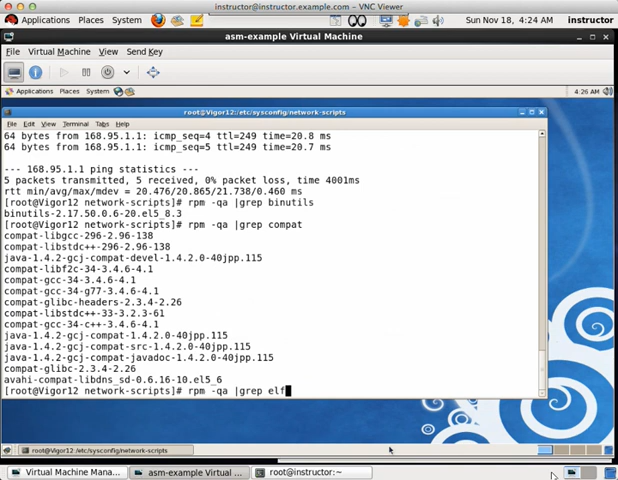 instructor@instructor.example.com – VNC Viewer
Applications Places System Sun Nov 18, 4:24 AM instructor
asm-example Virtual Machine
File Virtual Machine View Send Key
Applications Places System 4:26 AM
root@Vigor12:/etc/sysconfig/network-scripts
File Edit View Terminal Tabs Help
64 bytes from 168.95.1.1: icmp_seq=4 ttl=249 time=20.8 ms
64 bytes from 168.95.1.1: icmp_seq=5 ttl=249 time=20.7 ms
--- 168.95.1.1 ping statistics ---
5 packets transmitted, 5 received, 0% packet loss, time 4001ms
rtt min/avg/max/mdev = 20.476/20.865/21.738/0.460 ms
[root@Vigor12 network-scripts]# rpm -qa |grep binutils
binutils-2.17.50.0.6-20.el5_8.3
[root@Vigor12 network-scripts]# rpm -qa |grep compat
compat-libgcc-296-2.96-138
compat-libstdc++-296-2.96-138
java-1.4.2-gcj-compat-devel-1.4.2.0-40jpp.115
compat-libf2c-34-3.4.6-4.1
compat-gcc-34-3.4.6-4.1
compat-gcc-34-g77-3.4.6-4.1
compat-glibc-headers-2.3.4-2.26
compat-libstdc++-33-3.2.3-61
compat-gcc-34-c++-3.4.6-4.1
java-1.4.2-gcj-compat-1.4.2.0-40jpp.115
java-1.4.2-gcj-compat-src-1.4.2.0-40jpp.115
java-1.4.2-gcj-compat-javadoc-1.4.2.0-40jpp.115
compat-glibc-2.3.4-2.26
avahi-compat-libdns_sd-0.6.16-10.el5_6
[root@Vigor12 network-scripts]# rpm -qa |grep elf
root@Vigor12:/etc/sysconfig/network-scripts
Virtual Machine Mana... asm-example Virtual ... root@instructor:~